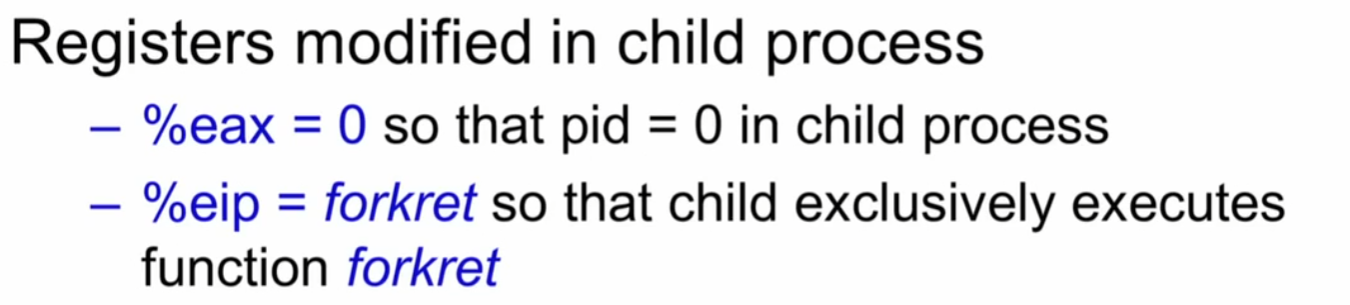 Registers modified in child process
– %eax = 0 so that pid = 0 in child process
– %eip = forkret so that child exclusively executes
function forkret